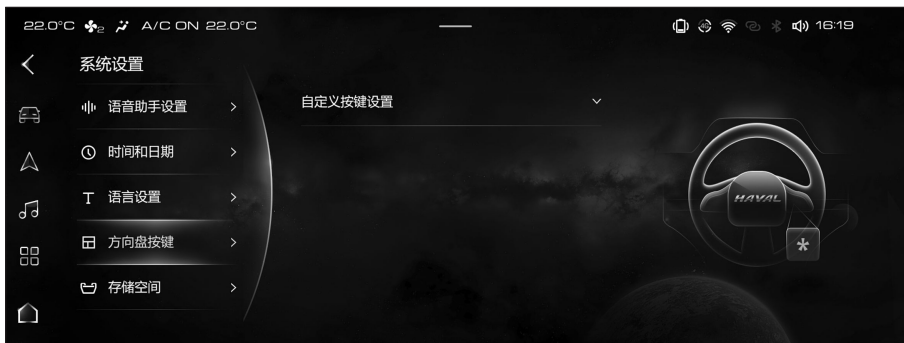 22.0°C 2 A/C ON 22.0°C
4G 16:19
系统设置
语音助手设置
时间和日期
T 语言设置
方向盘按键
存储空间
自定义按键设置
HAVAL
*